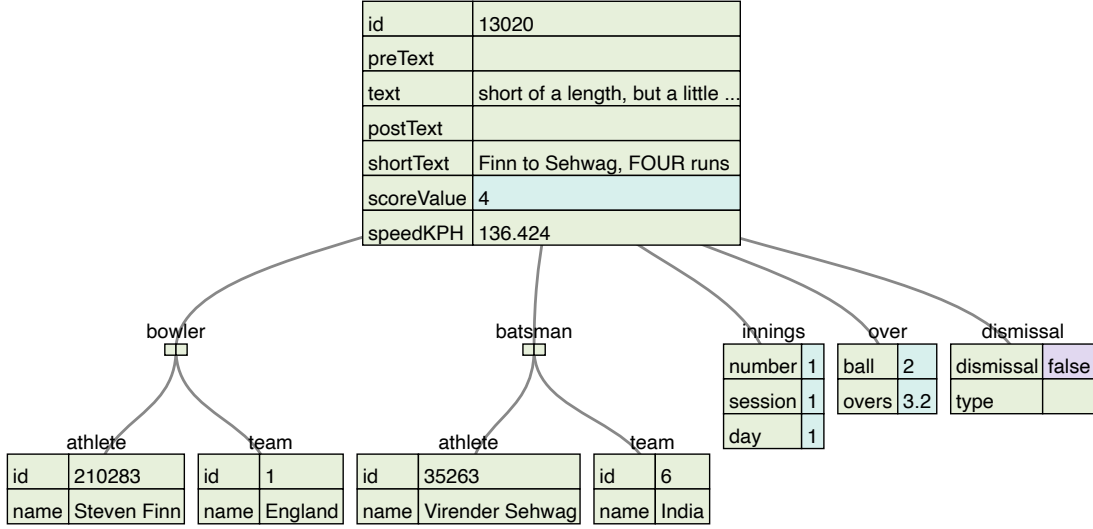 id 13020
preText
text short of a length, but a little ...
postText
shortText Finn to Sehwag, FOUR runs
scoreValue 4
speedKPH 136.424
bowler batsman innings over dismissal
number 1 ball 2 dismissal false
session 1 overs 3.2 type
day 1
athlete team athlete team
id 210283 id 1 id 35263 id 6
name Steven Finn name England name Virender Sehwag name India